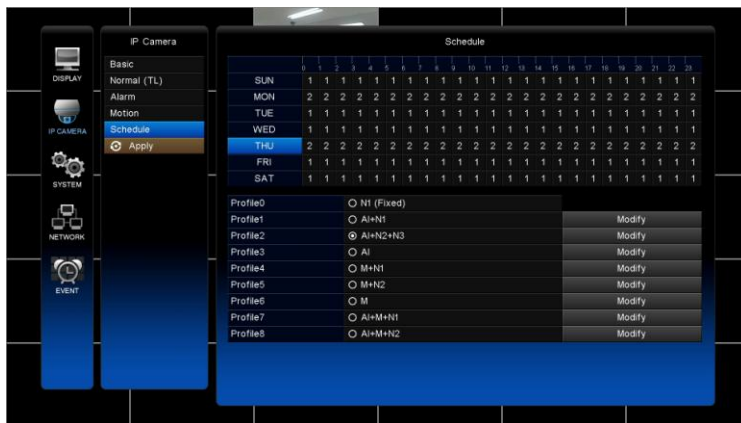 IP Camera
Schedule
DISPLAY
IP CAMERA
SYSTEM
NETWORK
EVENT
Basic
Normal (TL)
Alarm
Motion
Schedule
Apply
0 1 2 3 4 5 6 7 8 9 10 11 12 13 14 15 16 17 18 19 20 21 22 23
SUN 1 1 1 1 1 1 1 1 1 1 1 1 1 1 1 1 1 1 1 1 1 1 1 1
MON 2 2 2 2 2 2 2 2 2 2 2 2 2 2 2 2 2 2 2 2 2 2 2 2
TUE 1 1 1 1 1 1 1 1 1 1 1 1 1 1 1 1 1 1 1 1 1 1 1 1
WED 1 1 1 1 1 1 1 1 1 1 1 1 1 1 1 1 1 1 1 1 1 1 1 1
THU 2 2 2 2 2 2 2 2 2 2 2 2 2 2 2 2 2 2 2 2 2 2 2 2
FRI 1 1 1 1 1 1 1 1 1 1 1 1 1 1 1 1 1 1 1 1 1 1 1 1
SAT 1 1 1 1 1 1 1 1 1 1 1 1 1 1 1 1 1 1 1 1 1 1 1 1
Profile0 N1 (Fixed)
Profile1 AI+N1 Modify
Profile2 AI+N2+N3 Modify
Profile3 AI Modify
Profile4 M+N1 Modify
Profile5 M+N2 Modify
Profile6 M Modify
Profile7 AI+M+N1 Modify
Profile8 AI+M+N2 Modify